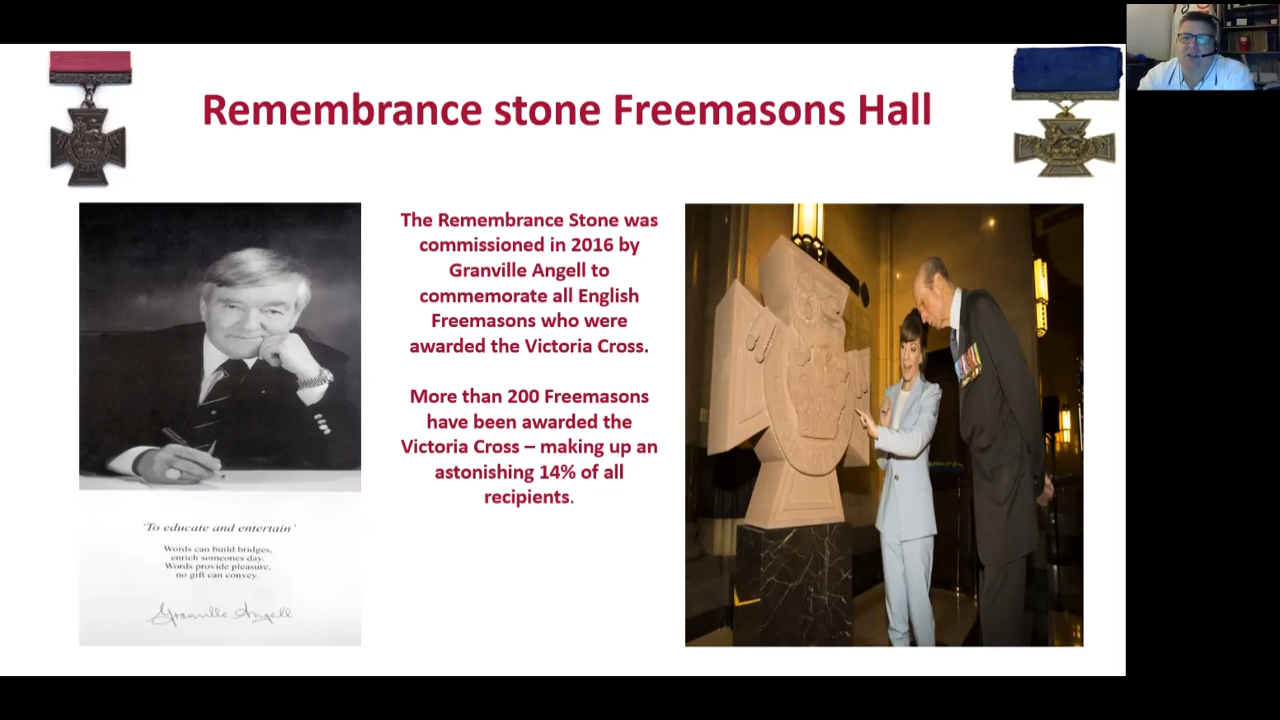 Remembrance stone Freemasons Hall
The Remembrance Stone was
commissioned in 2016 by
Granville Angell to
commemorate all English
Freemasons who were
awarded the Victoria Cross.
More than 200 Freemasons
have been awarded the
Victoria Cross – making up an
astonishing 14% of all
recipients.
'To educate and entertain'
Words can build bridges,
enrich someones day.
Words provide pleasure,
no gift can convey.
Granville Angell